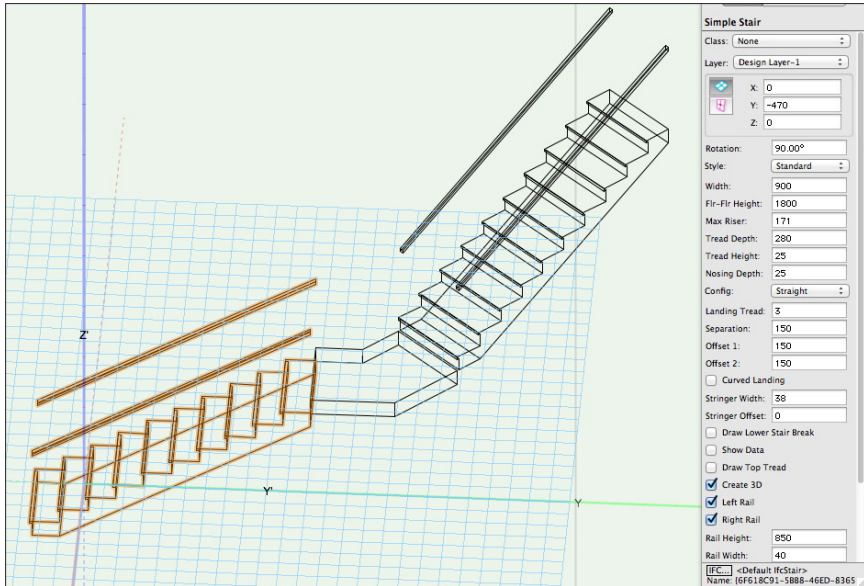 Simple Stair
Class: None
Layer: Design Layer-1
X: 0
Y: -470
Z: 0
Rotation: 90.00°
Style: Standard
Width: 900
Flr-Flr Height: 1800
Max Riser: 171
Tread Depth: 280
Tread Height: 25
Nosing Depth: 25
Config: Straight
Landing Tread: 3
Separation: 150
Offset 1: 150
Offset 2: 150
Curved Landing
Stringer Width: 38
Stringer Offset: 0
Draw Lower Stair Break
Show Data
Draw Top Tread
Create 3D
Left Rail
Right Rail
Rail Height: 850
Rail Width: 40
IFC... <Default IfcStair>
Name:
Z'
Y'
Y